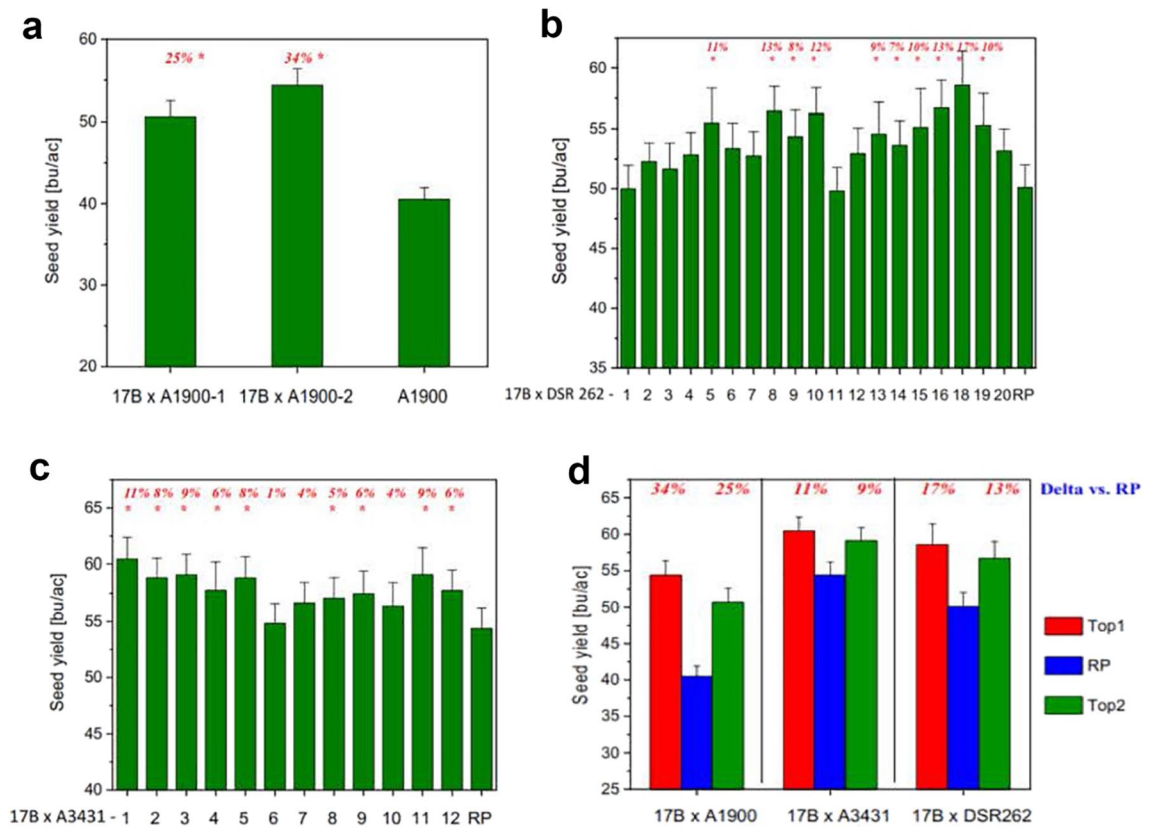 a
60
50
40
30
20
Seed yield [bu/ac]
25% *
34% *
17B x A1900-1
17B x A1900-2
A1900
b
60
55
50
45
40
35
Seed yield [bu/ac]
11% 13% 8% 12% 9% 7% 10% 13% 17% 10%
* * * * * * * * * *
17B x DSR 262 - 1 2 3 4 5 6 7 8 9 10 11 12 13 14 15 16 18 19 20 RP
c
65
60
55
50
45
40
Seed yield [bu/ac]
11% 8% 9% 6% 8% 1% 4% 5% 6% 4% 9% 6%
* * * * * * * * *
17B x A3431 - 1 2 3 4 5 6 7 8 9 10 11 12 RP
d
65
60
55
50
45
40
35
30
25
Seed yield [bu/ac]
34% 25% 11% 9% 17% 13%
Delta vs. RP
Top1
RP
Top2
17B x A1900
17B x A3431
17B x DSR262